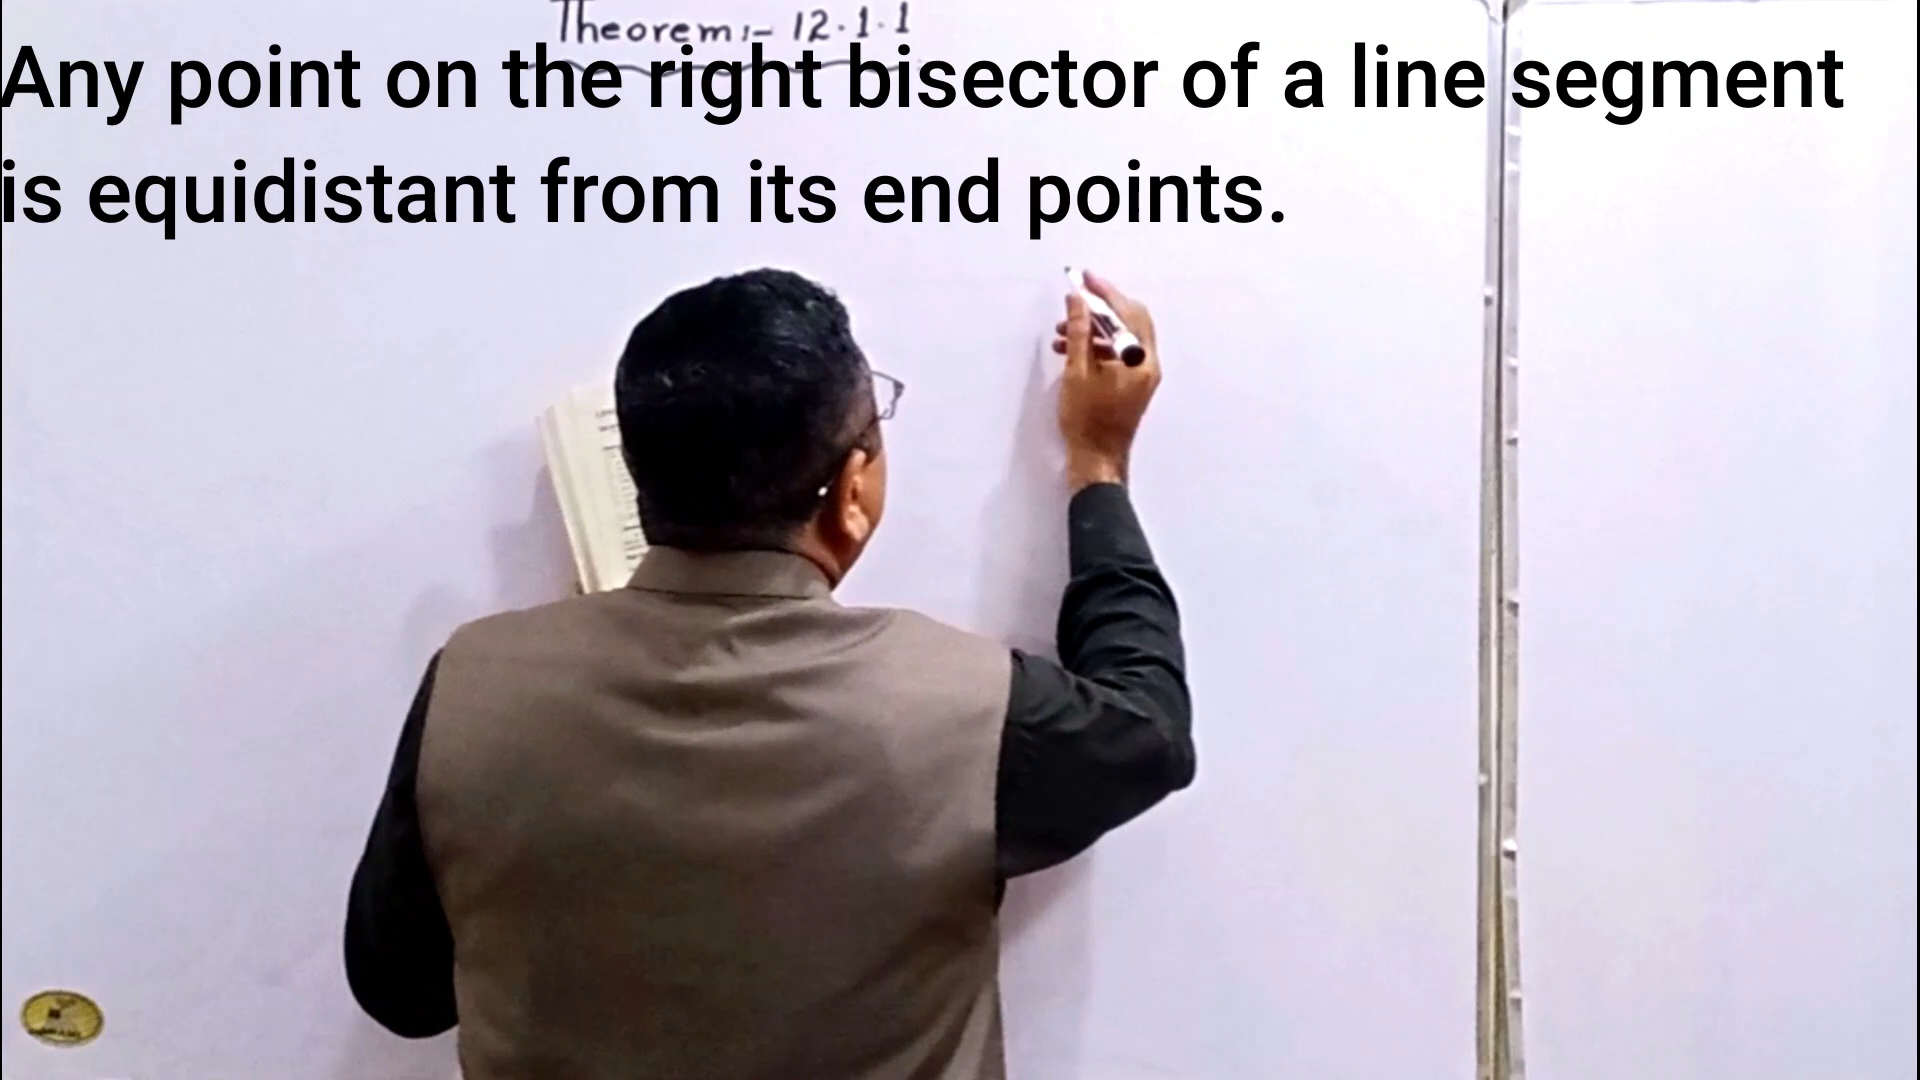 Theorem:- 12.1.1
Any point on the right bisector of a line segment
is equidistant from its end points.